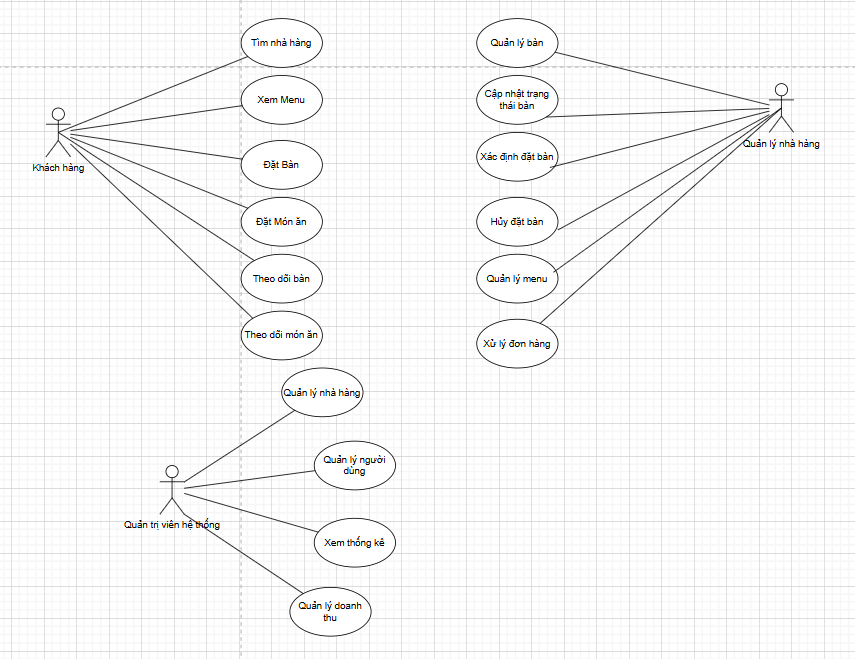 Tìm nhà hàng
Xem Menu
Đặt Bàn
Đặt Món ăn
Theo dõi bàn
Theo dõi món ăn
Khách hàng
Quản lý bàn
Cập nhật trạng
thái bàn
Xác định đặt bàn
Hủy đặt bàn
Quản lý menu
Xử lý đơn hàng
Quản lý nhà hàng
Quản lý nhà hàng
Quản lý người
dùng
Xem thống kê
Quản lý doanh
thu
Quản trị viên hệ thống